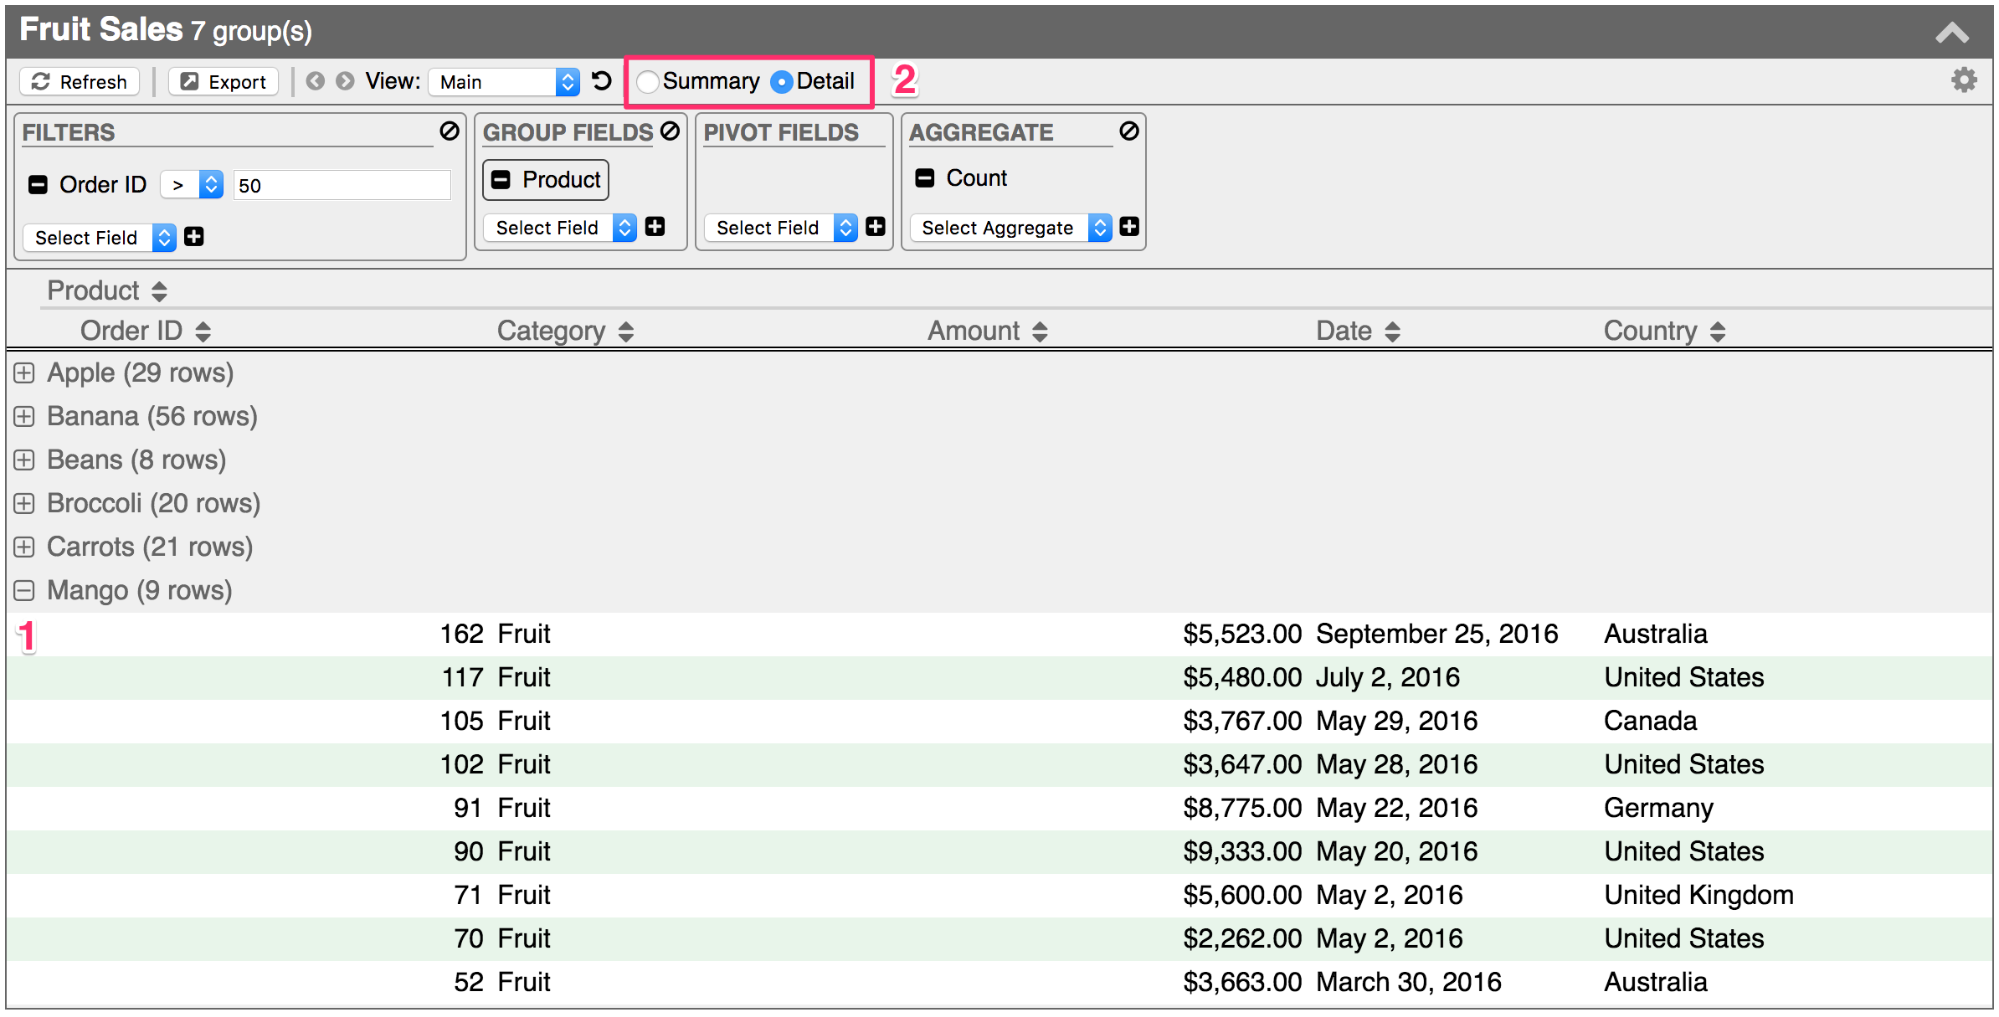 Fruit Sales 7 group(s)
Refresh Export View: Main Summary Detail 2
FILTERS GROUP FIELDS PIVOT FIELDS AGGREGATE
Order ID > 50 Product Count
Select Field Select Field Select Field Select Aggregate
Product
Order ID Category Amount Date Country
Apple (29 rows)
Banana (56 rows)
Beans (8 rows)
Broccoli (20 rows)
Carrots (21 rows)
Mango (9 rows)
1 162 Fruit $5,523.00 September 25, 2016 Australia
117 Fruit $5,480.00 July 2, 2016 United States
105 Fruit $3,767.00 May 29, 2016 Canada
102 Fruit $3,647.00 May 28, 2016 United States
91 Fruit $8,775.00 May 22, 2016 Germany
90 Fruit $9,333.00 May 20, 2016 United States
71 Fruit $5,600.00 May 2, 2016 United Kingdom
70 Fruit $2,262.00 May 2, 2016 United States
52 Fruit $3,663.00 March 30, 2016 Australia